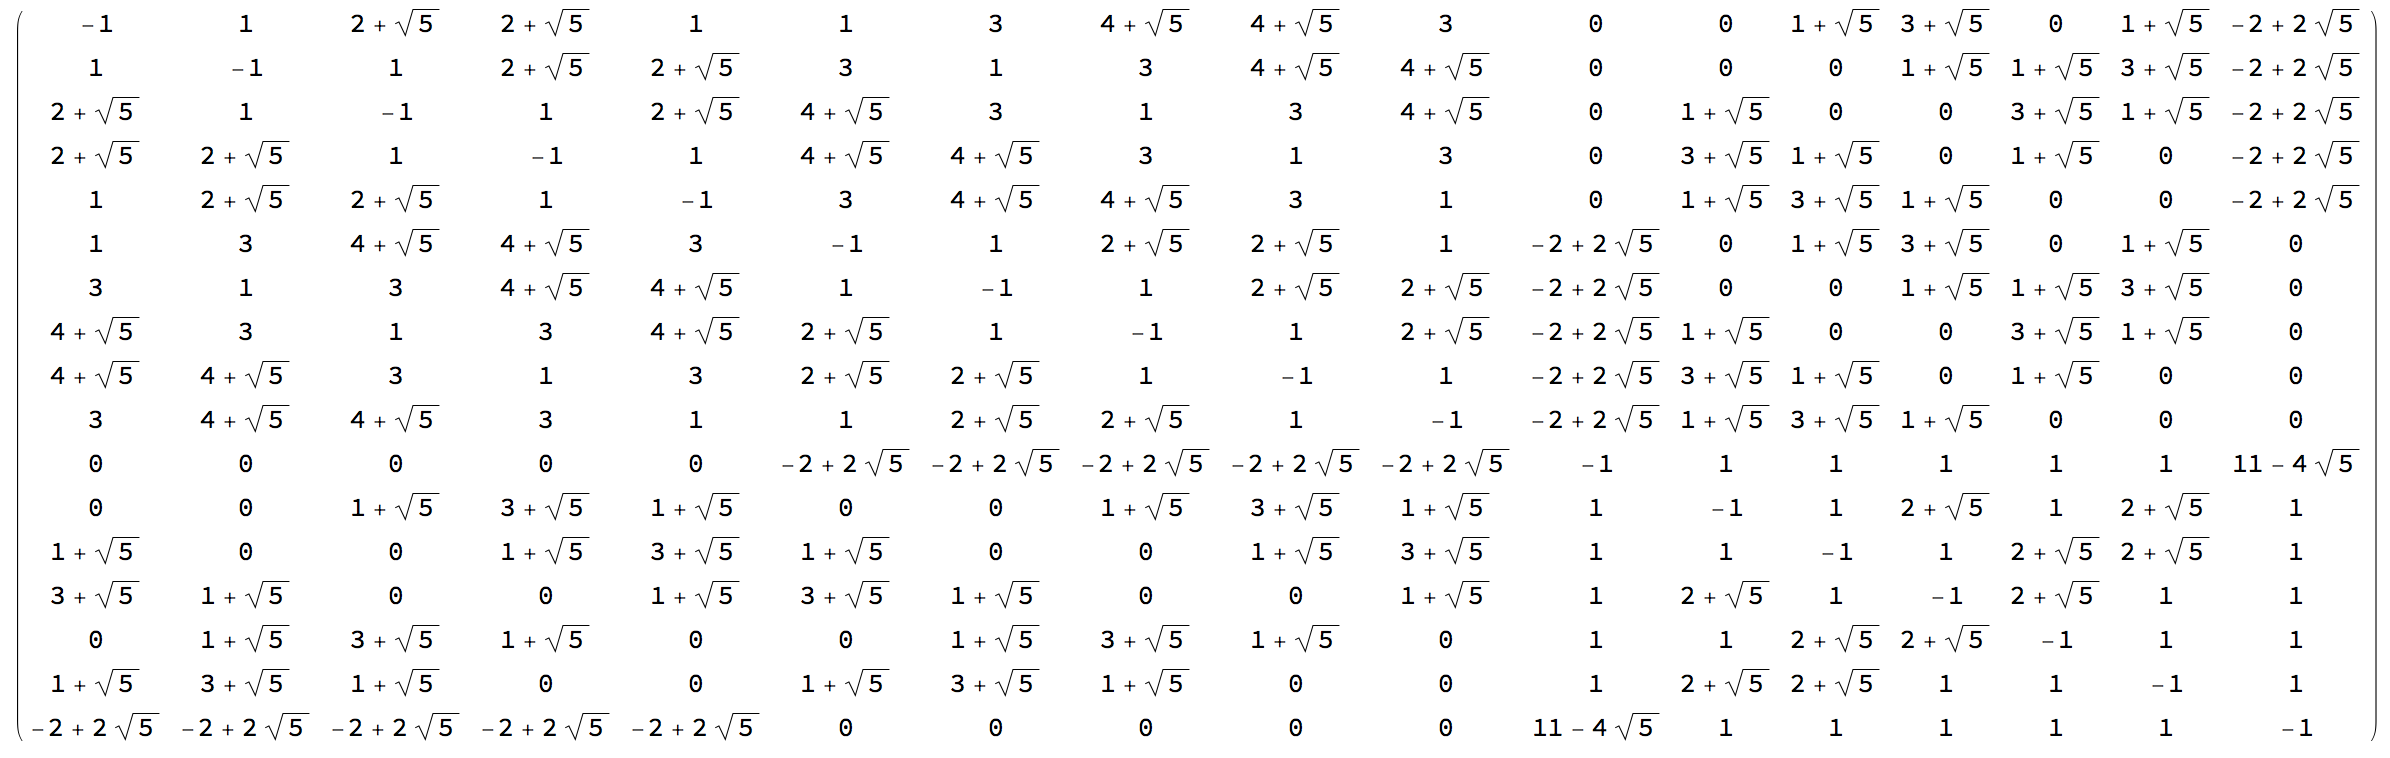 −1 1 2 + √5 2 + √5 1 1 3 4 + √5 4 + √5 3 0 0 1 + √5 3 + √5 0 1 + √5 −2 + 2 √5
1 −1 1 2 + √5 2 + √5 3 1 3 4 + √5 4 + √5 0 0 0 1 + √5 1 + √5 3 + √5 −2 + 2 √5
2 + √5 1 −1 1 2 + √5 4 + √5 3 1 3 4 + √5 0 1 + √5 0 0 3 + √5 1 + √5 −2 + 2 √5
2 + √5 2 + √5 1 −1 1 4 + √5 4 + √5 3 1 3 0 3 + √5 1 + √5 0 1 + √5 0 −2 + 2 √5
1 2 + √5 2 + √5 1 −1 3 4 + √5 4 + √5 3 1 0 1 + √5 3 + √5 1 + √5 0 0 −2 + 2 √5
1 3 4 + √5 4 + √5 3 −1 1 2 + √5 2 + √5 1 −2 + 2 √5 0 1 + √5 3 + √5 0 1 + √5 0
3 1 3 4 + √5 4 + √5 1 −1 1 2 + √5 2 + √5 −2 + 2 √5 0 0 1 + √5 1 + √5 3 + √5 0
4 + √5 3 1 3 4 + √5 2 + √5 1 −1 1 2 + √5 −2 + 2 √5 1 + √5 0 0 3 + √5 1 + √5 0
4 + √5 4 + √5 3 1 3 2 + √5 2 + √5 1 −1 1 −2 + 2 √5 3 + √5 1 + √5 0 1 + √5 0 0
3 4 + √5 4 + √5 3 1 1 2 + √5 2 + √5 1 −1 −2 + 2 √5 1 + √5 3 + √5 1 + √5 0 0 0
0 0 0 0 0 −2 + 2 √5 −2 + 2 √5 −2 + 2 √5 −2 + 2 √5 −2 + 2 √5 −1 1 1 1 1 1 11 − 4 √5
0 0 1 + √5 3 + √5 1 + √5 0 0 1 + √5 3 + √5 1 + √5 1 −1 1 2 + √5 1 2 + √5 1
1 + √5 0 0 1 + √5 3 + √5 1 + √5 0 0 1 + √5 3 + √5 1 1 −1 1 2 + √5 2 + √5 1
3 + √5 1 + √5 0 0 1 + √5 3 + √5 1 + √5 0 0 1 + √5 1 2 + √5 1 −1 2 + √5 1 1
0 1 + √5 3 + √5 1 + √5 0 0 1 + √5 3 + √5 1 + √5 0 1 1 2 + √5 2 + √5 −1 1 1
1 + √5 3 + √5 1 + √5 0 0 1 + √5 3 + √5 1 + √5 0 0 1 2 + √5 2 + √5 1 1 −1 1
−2 + 2 √5 −2 + 2 √5 −2 + 2 √5 −2 + 2 √5 −2 + 2 √5 0 0 0 0 0 11 − 4 √5 1 1 1 1 1 −1